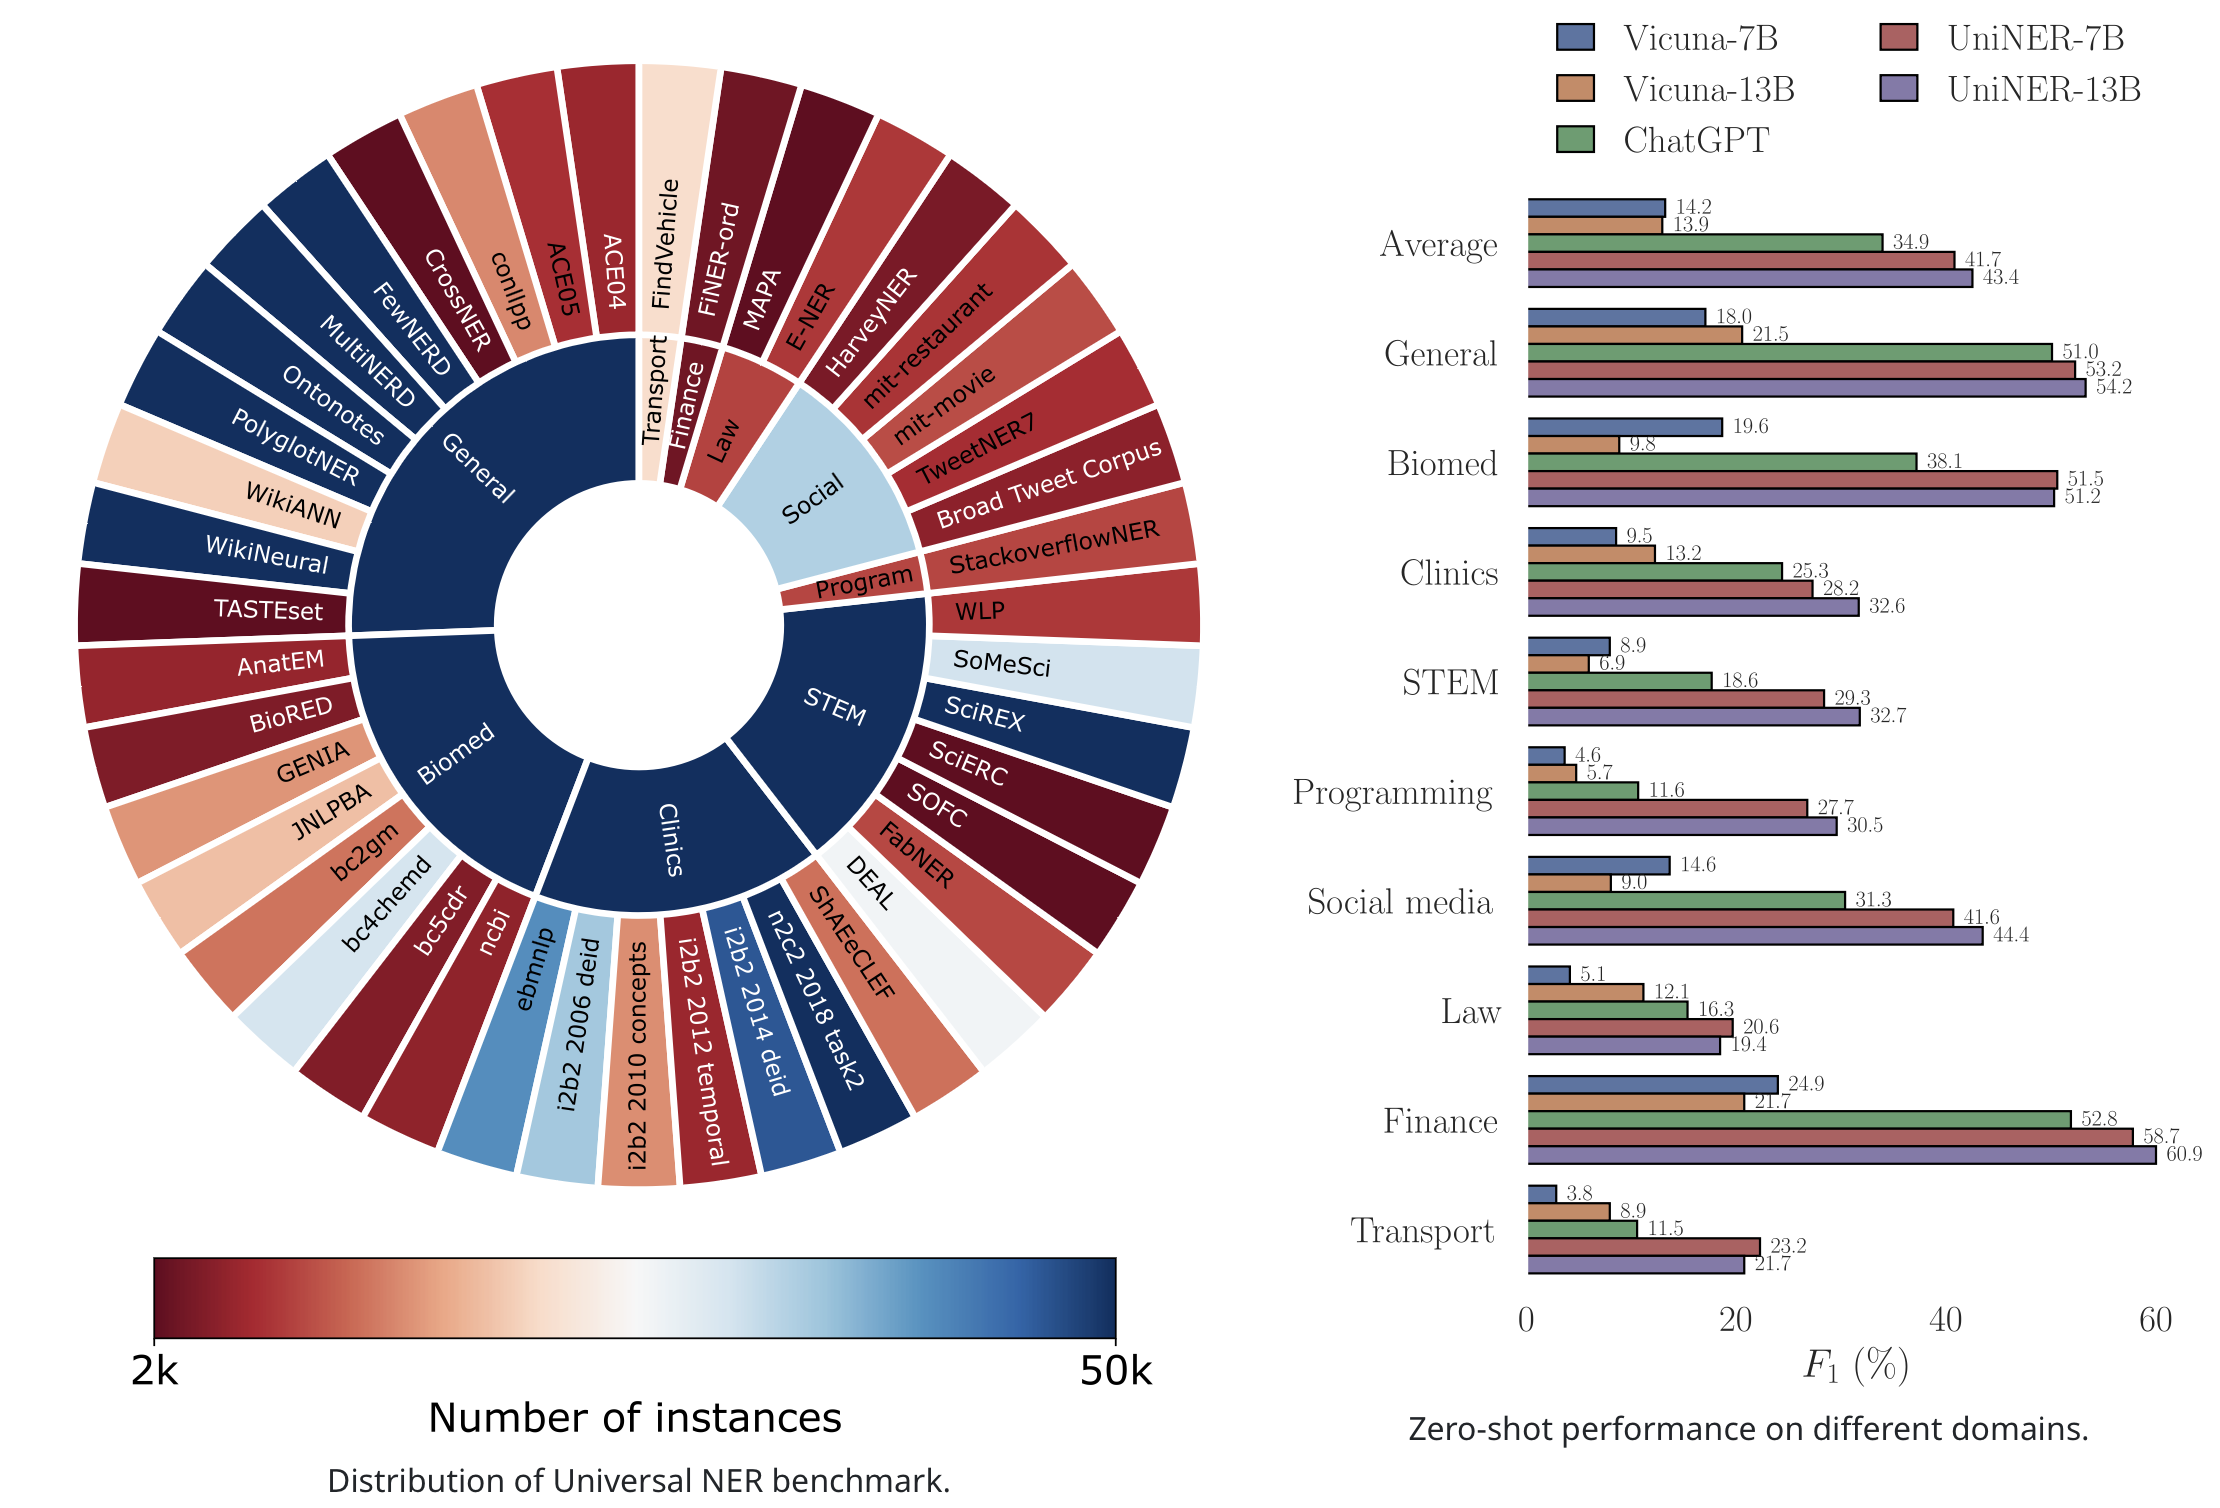 FindVehicle
FiNER-ord
MAPA
E-NER
HarveyNER
mit-restaurant
mit-movie
TweetNER7
Broad Tweet Corpus
StackoverflowNER
WLP
SoMeSci
SciREX
SciERC
SOFC
FabNER
DEAL
ShAEeCLEF
n2c2 2018 task2
i2b2 2014 deid
i2b2 2012 temporal
i2b2 2010 concepts
i2b2 2006 deid
ebmnlp
ncbi
bc5cdr
bc4chemd
bc2gm
JNLPBA
GENIA
BioRED
AnatEM
TASTEset
WikiNeural
WikiANN
PolyglotNER
Ontonotes
MultiNERD
FewNERD
CrossNER
conllpp
ACE05
ACE04
Transport
Finance
Law
Social
Program
STEM
Clinics
Biomed
General
2k
50k
Number of instances
Distribution of Universal NER benchmark.
Vicuna-7B
Vicuna-13B
ChatGPT
UniNER-7B
UniNER-13B
Average
14.2
13.9
34.9
41.7
43.4
General
18.0
21.5
51.0
53.2
54.2
Biomed
19.6
9.8
38.1
51.5
51.2
Clinics
9.5
13.2
25.3
28.2
32.6
STEM
8.9
6.9
18.6
29.3
32.7
Programming
4.6
5.7
11.6
27.7
30.5
Social media
14.6
9.0
31.3
41.6
44.4
Law
5.1
12.1
16.3
20.6
19.4
Finance
24.9
21.7
52.8
58.7
60.9
Transport
3.8
8.9
11.5
23.2
21.7
0 20 40 60
F₁ (%)
Zero-shot performance on different domains.